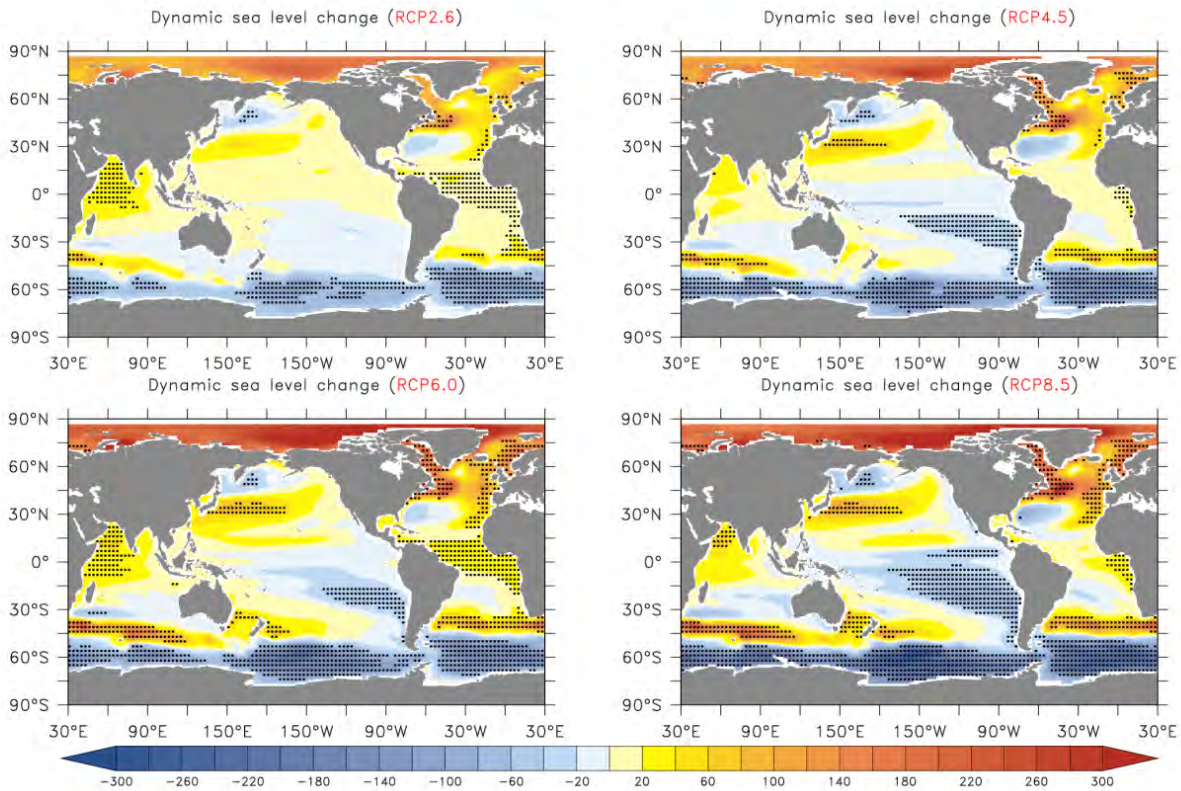 Dynamic sea level change (RCP2.6)
Dynamic sea level change (RCP4.5)
90°N
60°N
30°N
0°
30°S
60°S
90°S
30°E 90°E 150°E 150°W 90°W 30°W 30°E
90°N
60°N
30°N
0°
30°S
60°S
90°S
30°E 90°E 150°E 150°W 90°W 30°W 30°E
Dynamic sea level change (RCP6.0)
Dynamic sea level change (RCP8.5)
90°N
60°N
30°N
0°
30°S
60°S
90°S
30°E 90°E 150°E 150°W 90°W 30°W 30°E
90°N
60°N
30°N
0°
30°S
60°S
90°S
30°E 90°E 150°E 150°W 90°W 30°W 30°E
-300 -260 -220 -180 -140 -100 -60 -20 20 60 100 140 180 220 260 300